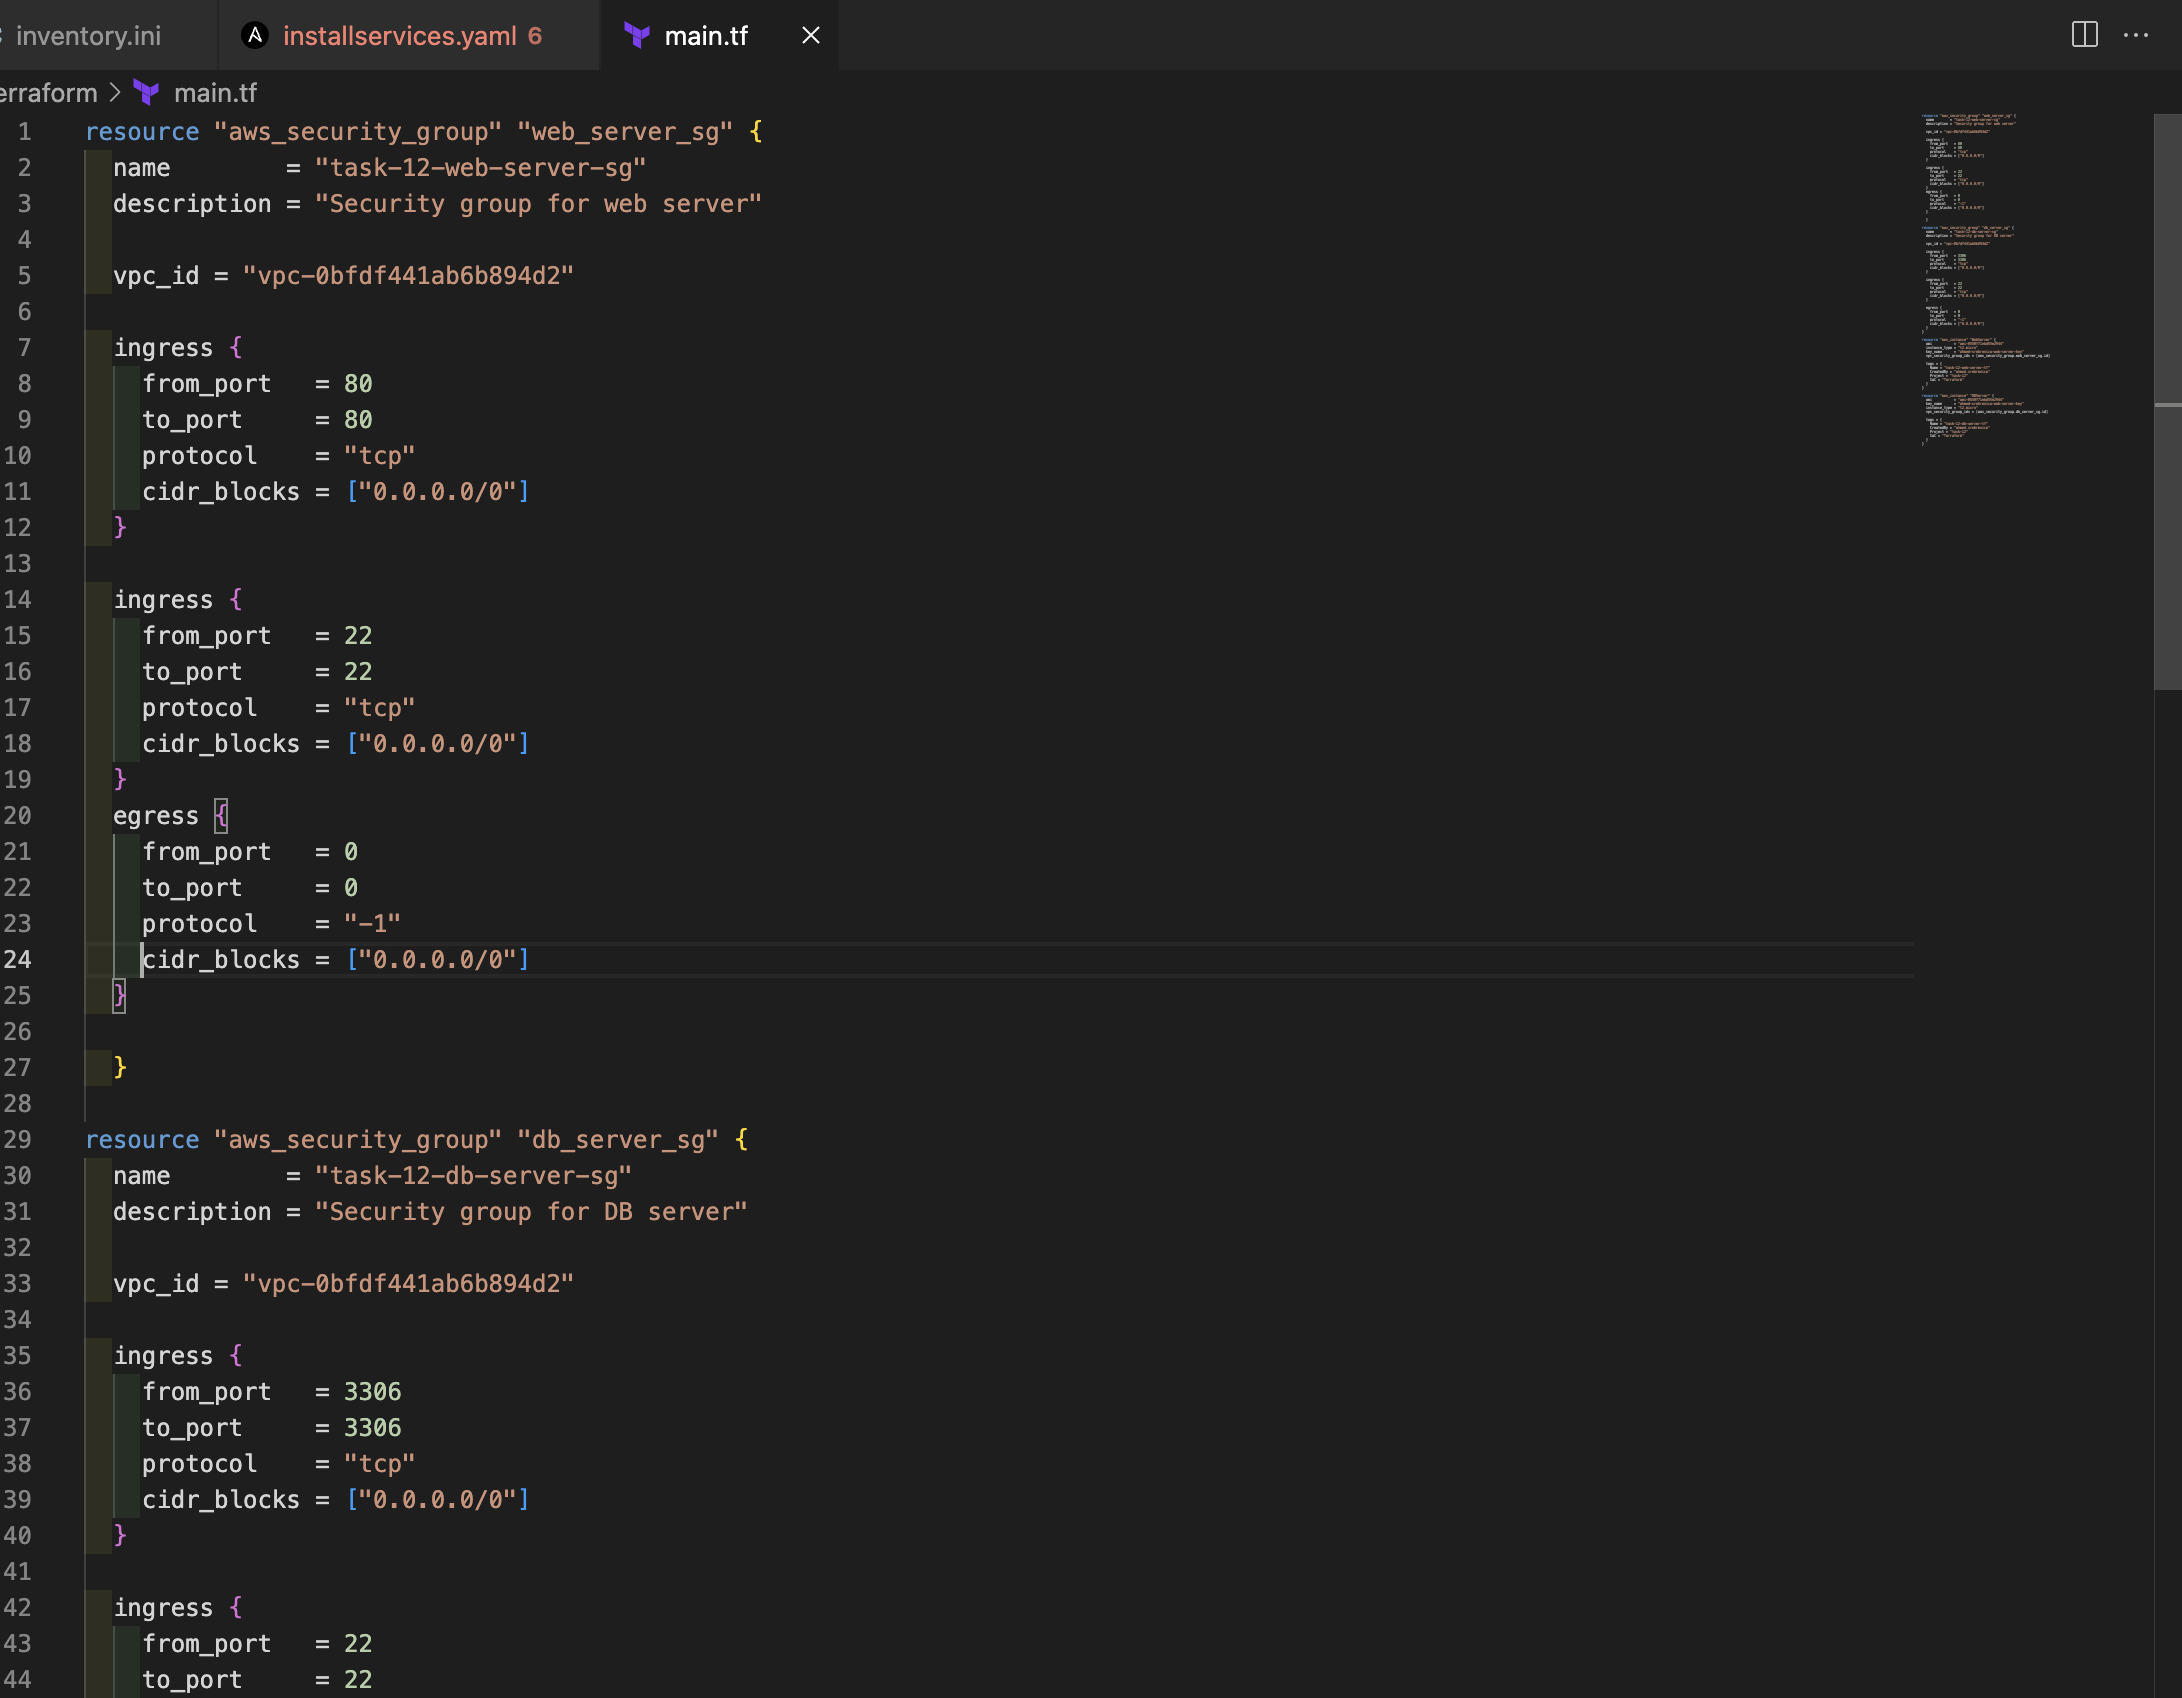 inventory.ini
installservices.yaml 6
main.tf
erraform > main.tf
1 resource "aws_security_group" "web_server_sg" {
2   name        = "task-12-web-server-sg"
3   description = "Security group for web server"
4
5   vpc_id = "vpc-0bfdf441ab6b894d2"
6
7   ingress {
8     from_port   = 80
9     to_port     = 80
10     protocol    = "tcp"
11     cidr_blocks = ["0.0.0.0/0"]
12   }
13
14   ingress {
15     from_port   = 22
16     to_port     = 22
17     protocol    = "tcp"
18     cidr_blocks = ["0.0.0.0/0"]
19   }
20   egress {
21     from_port   = 0
22     to_port     = 0
23     protocol    = "-1"
24     cidr_blocks = ["0.0.0.0/0"]
25   }
26
27   }
28
29 resource "aws_security_group" "db_server_sg" {
30   name        = "task-12-db-server-sg"
31   description = "Security group for DB server"
32
33   vpc_id = "vpc-0bfdf441ab6b894d2"
34
35   ingress {
36     from_port   = 3306
37     to_port     = 3306
38     protocol    = "tcp"
39     cidr_blocks = ["0.0.0.0/0"]
40   }
41
42   ingress {
43     from_port   = 22
44     to_port     = 22